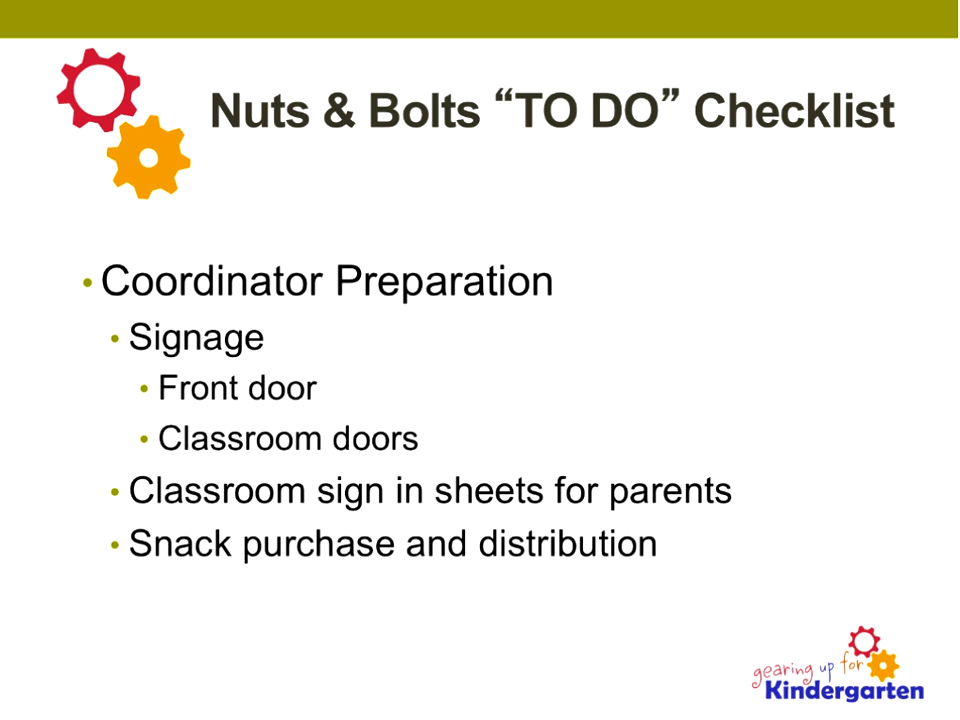 Nuts & Bolts “TO DO” Checklist
• Coordinator Preparation
• Signage
• Front door
• Classroom doors
• Classroom sign in sheets for parents
• Snack purchase and distribution
gearing up for
Kindergarten